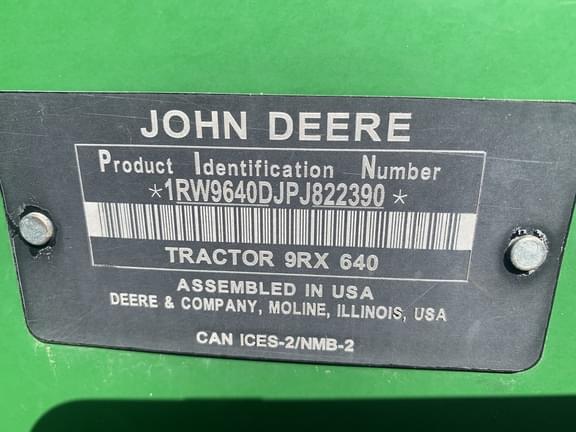 JOHN DEERE
Product Identification Number
*1RW9640DJPJ822390*
TRACTOR 9RX 640
ASSEMBLED IN USA
DEERE & COMPANY, MOLINE, ILLINOIS, USA
CAN ICES-2/NMB-2